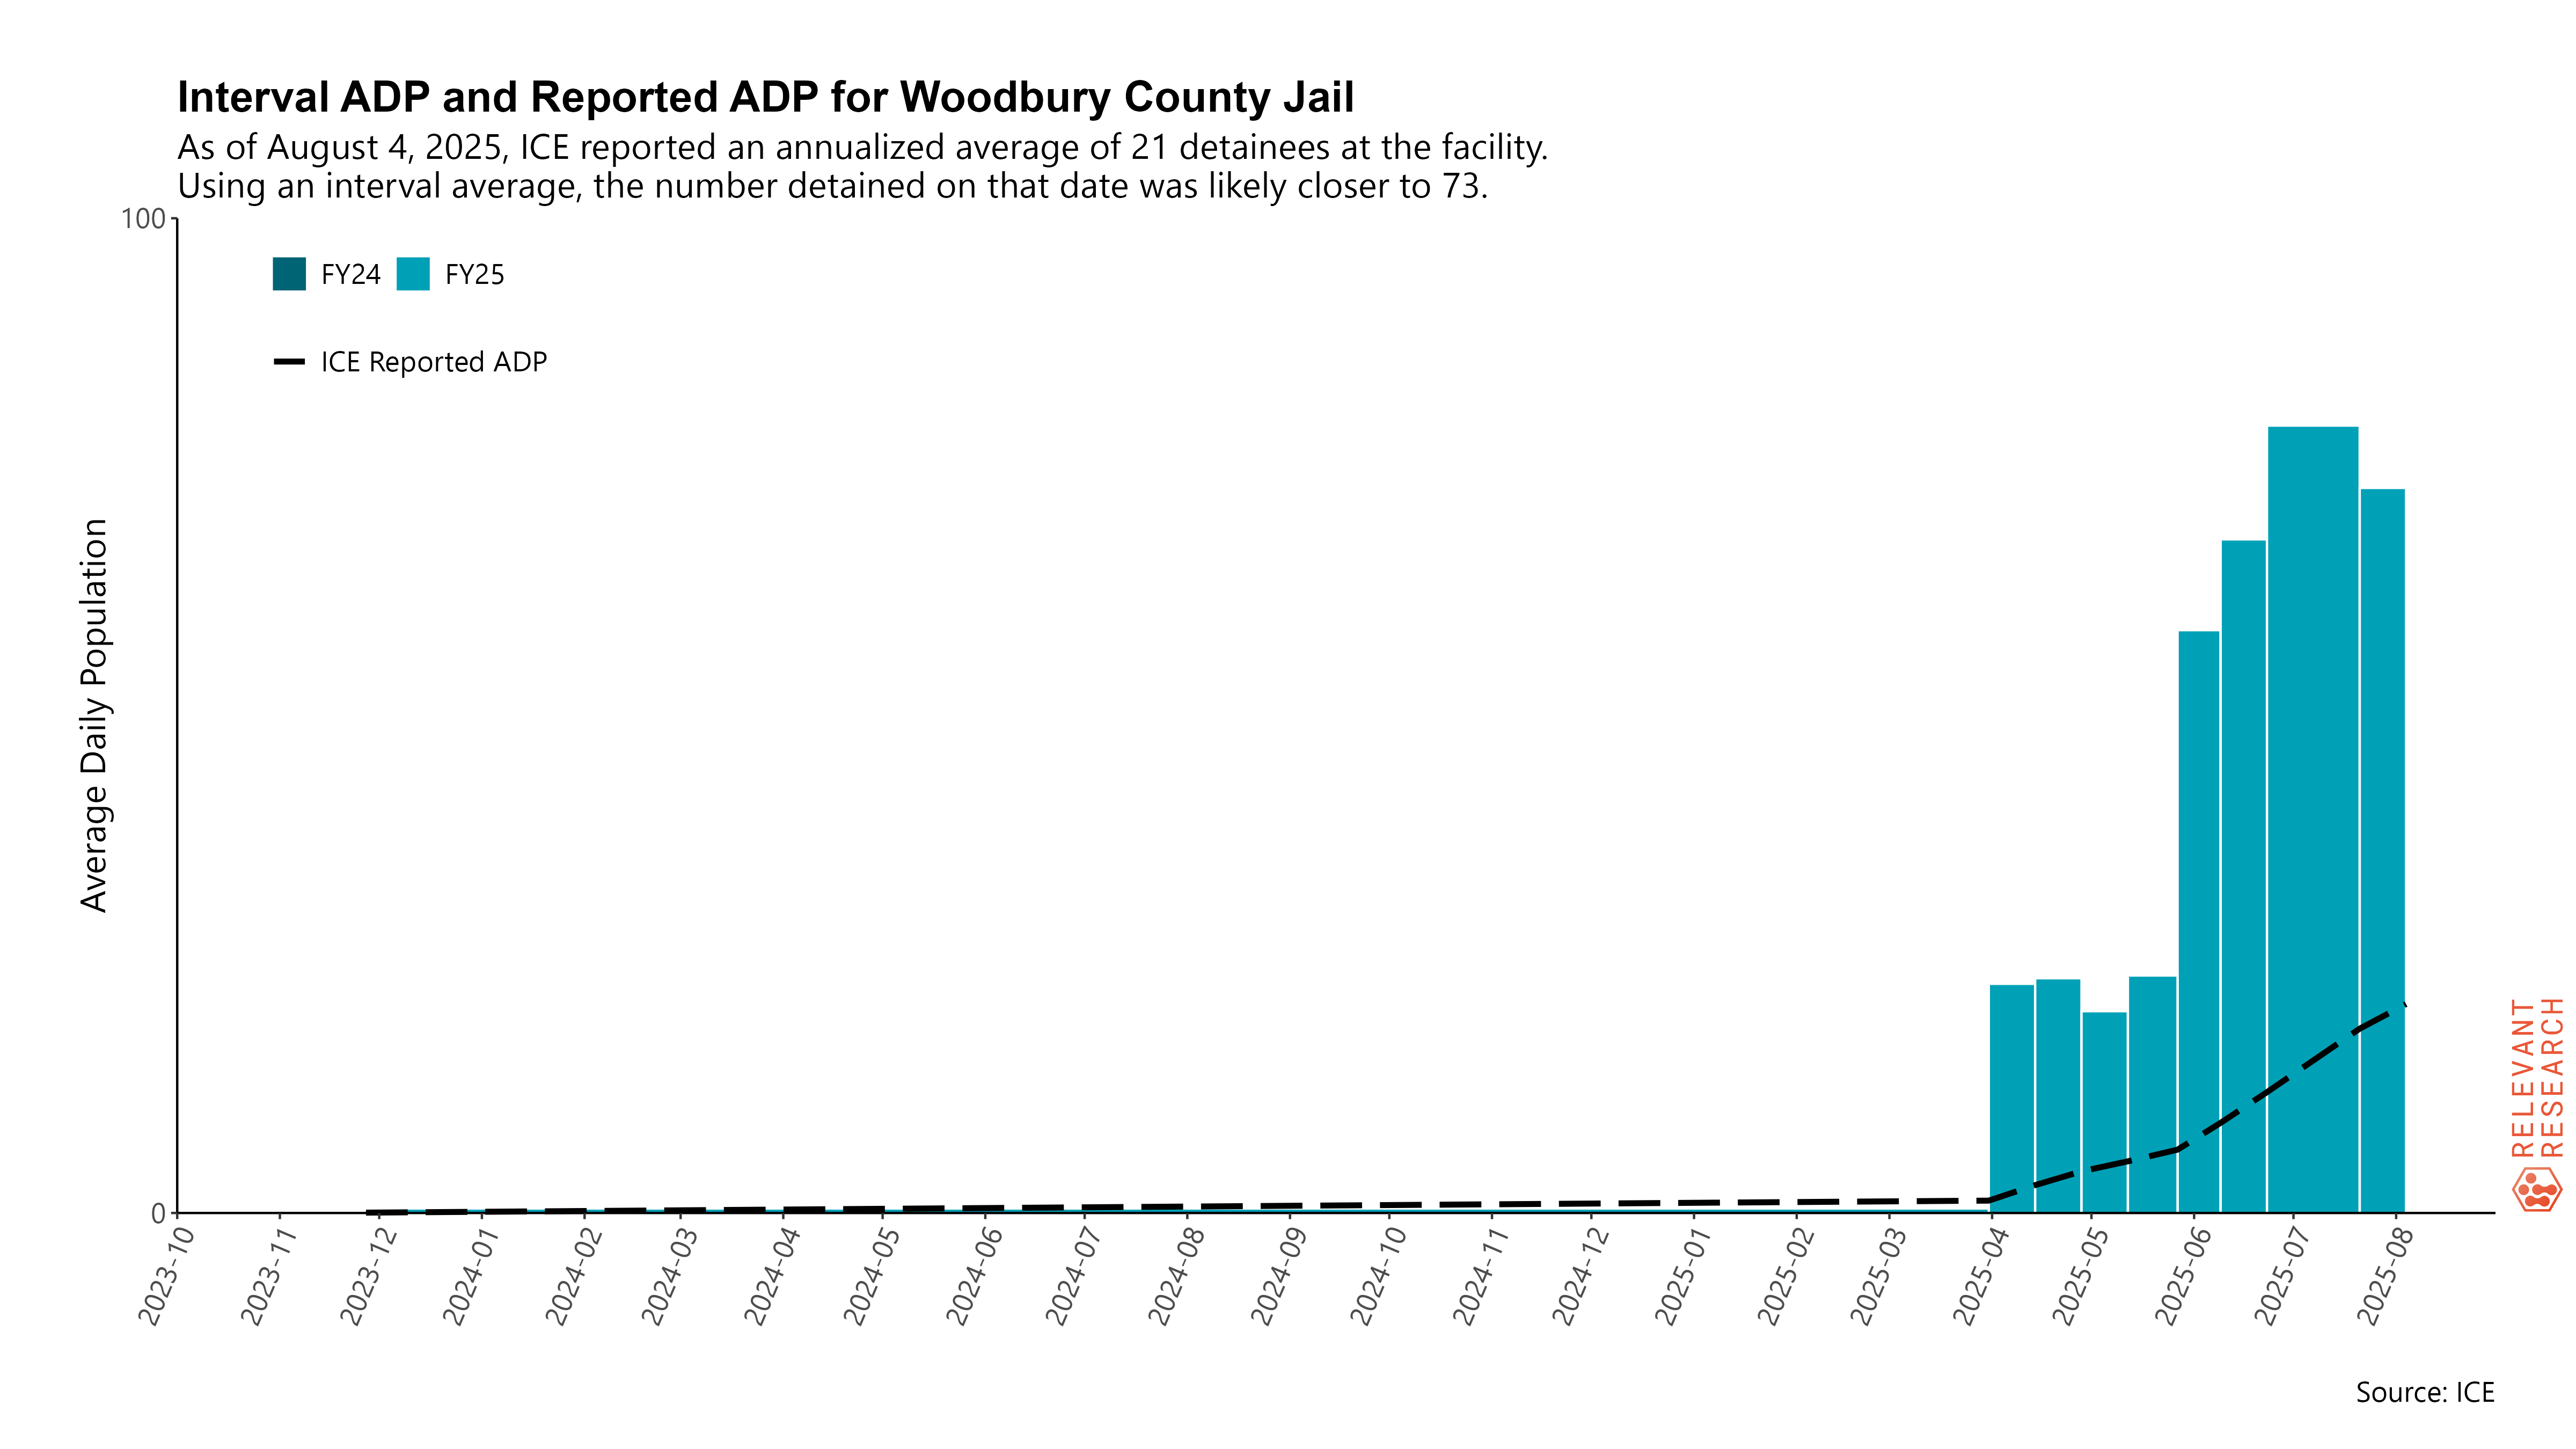 Interval ADP and Reported ADP for Woodbury County Jail
As of August 4, 2025, ICE reported an annualized average of 21 detainees at the facility.
Using an interval average, the number detained on that date was likely closer to 73.
100
FY24 FY25
ICE Reported ADP
Average Daily Population
0
2023-10
2023-11
2023-12
2024-01
2024-02
2024-03
2024-04
2024-05
2024-06
2024-07
2024-08
2024-09
2024-10
2024-11
2024-12
2025-01
2025-02
2025-03
2025-04
2025-05
2025-06
2025-07
2025-08
RELEVANT
RESEARCH
Source: ICE